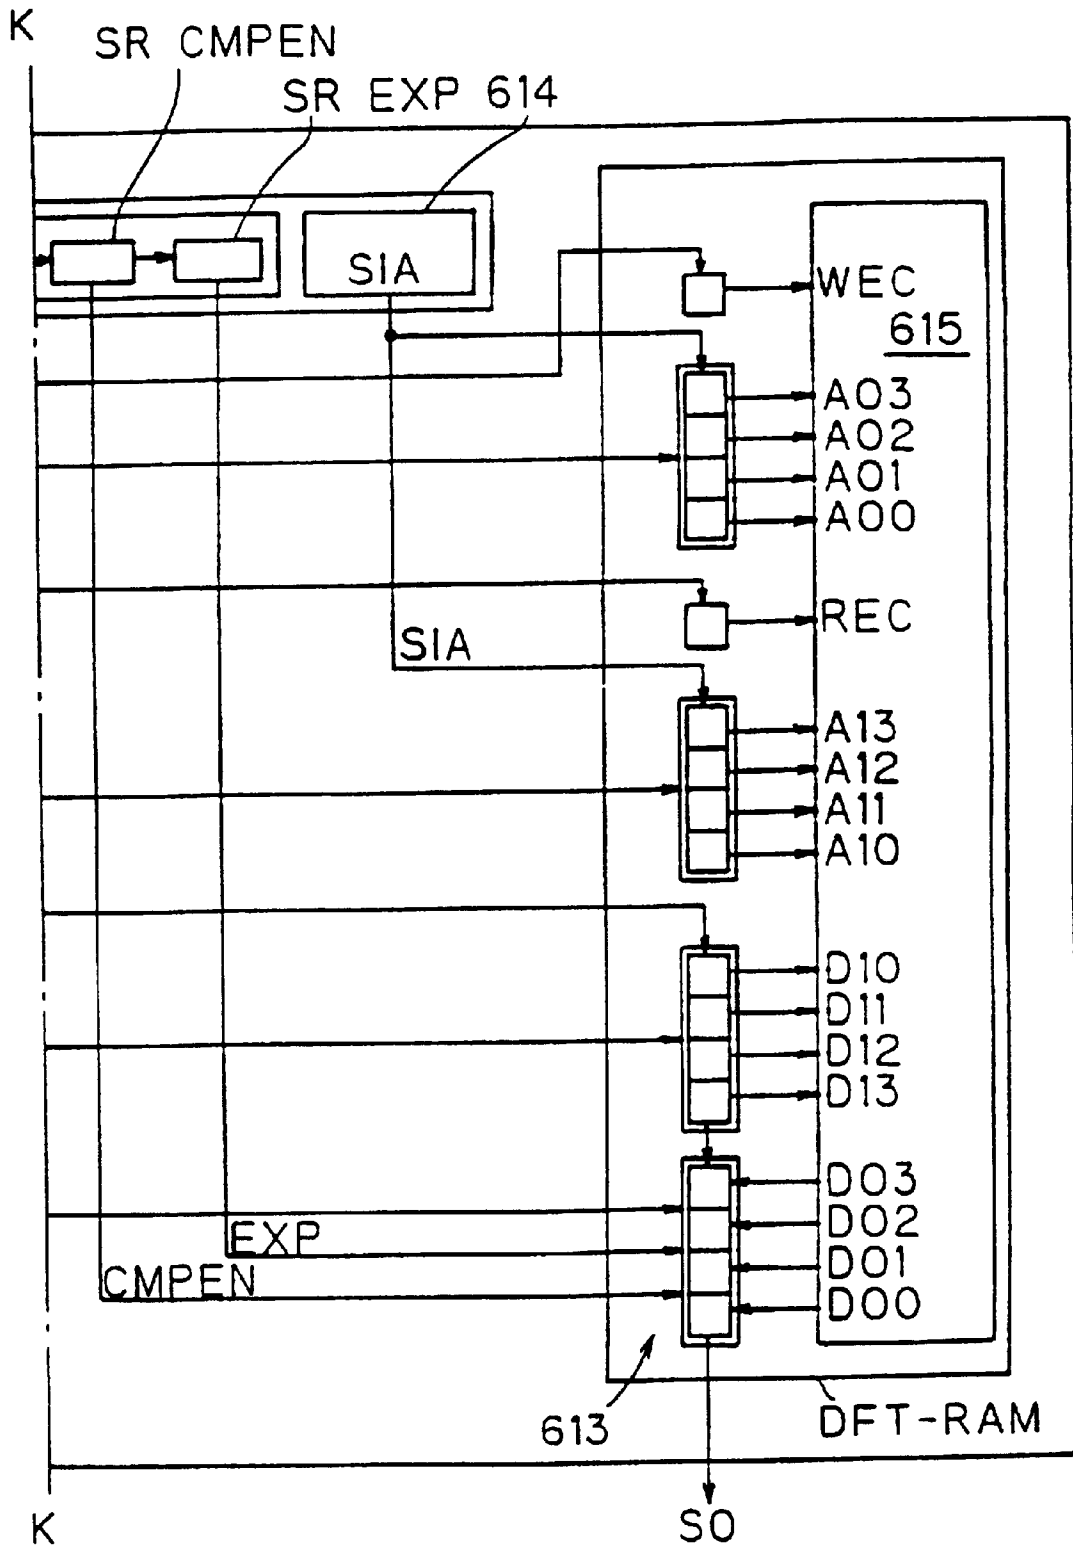 K
SR CMPEN
SR EXP 614
SIA
WEC
615
A03
A02
A01
A00
REC
SIA
A13
A12
A11
A10
D10
D11
D12
D13
D03
D02
EXP
D01
CMPEN
D00
613
DFT-RAM
K
SO